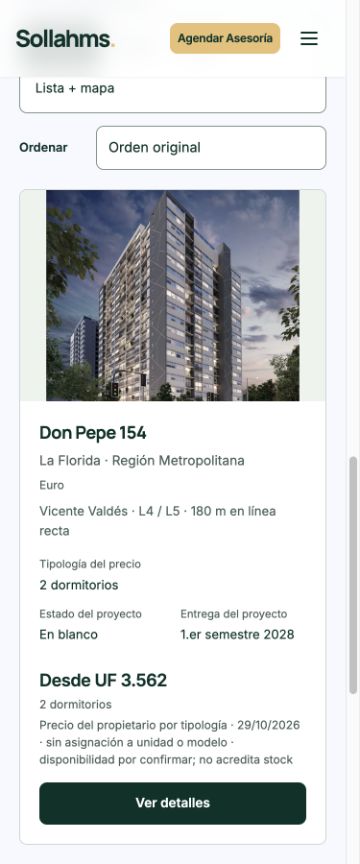 Sollahms.
Agendar Asesoría
Lista + mapa
Ordenar
Orden original
Don Pepe 154
La Florida · Región Metropolitana
Euro
Vicente Valdés · L4 / L5 · 180 m en línea
recta
Tipología del precio
2 dormitorios
Estado del proyecto
En blanco
Entrega del proyecto
1.er semestre 2028
Desde UF 3.562
2 dormitorios
Precio del propietario por tipología · 29/10/2026
· sin asignación a unidad o modelo ·
disponibilidad por confirmar; no acredita stock
Ver detalles